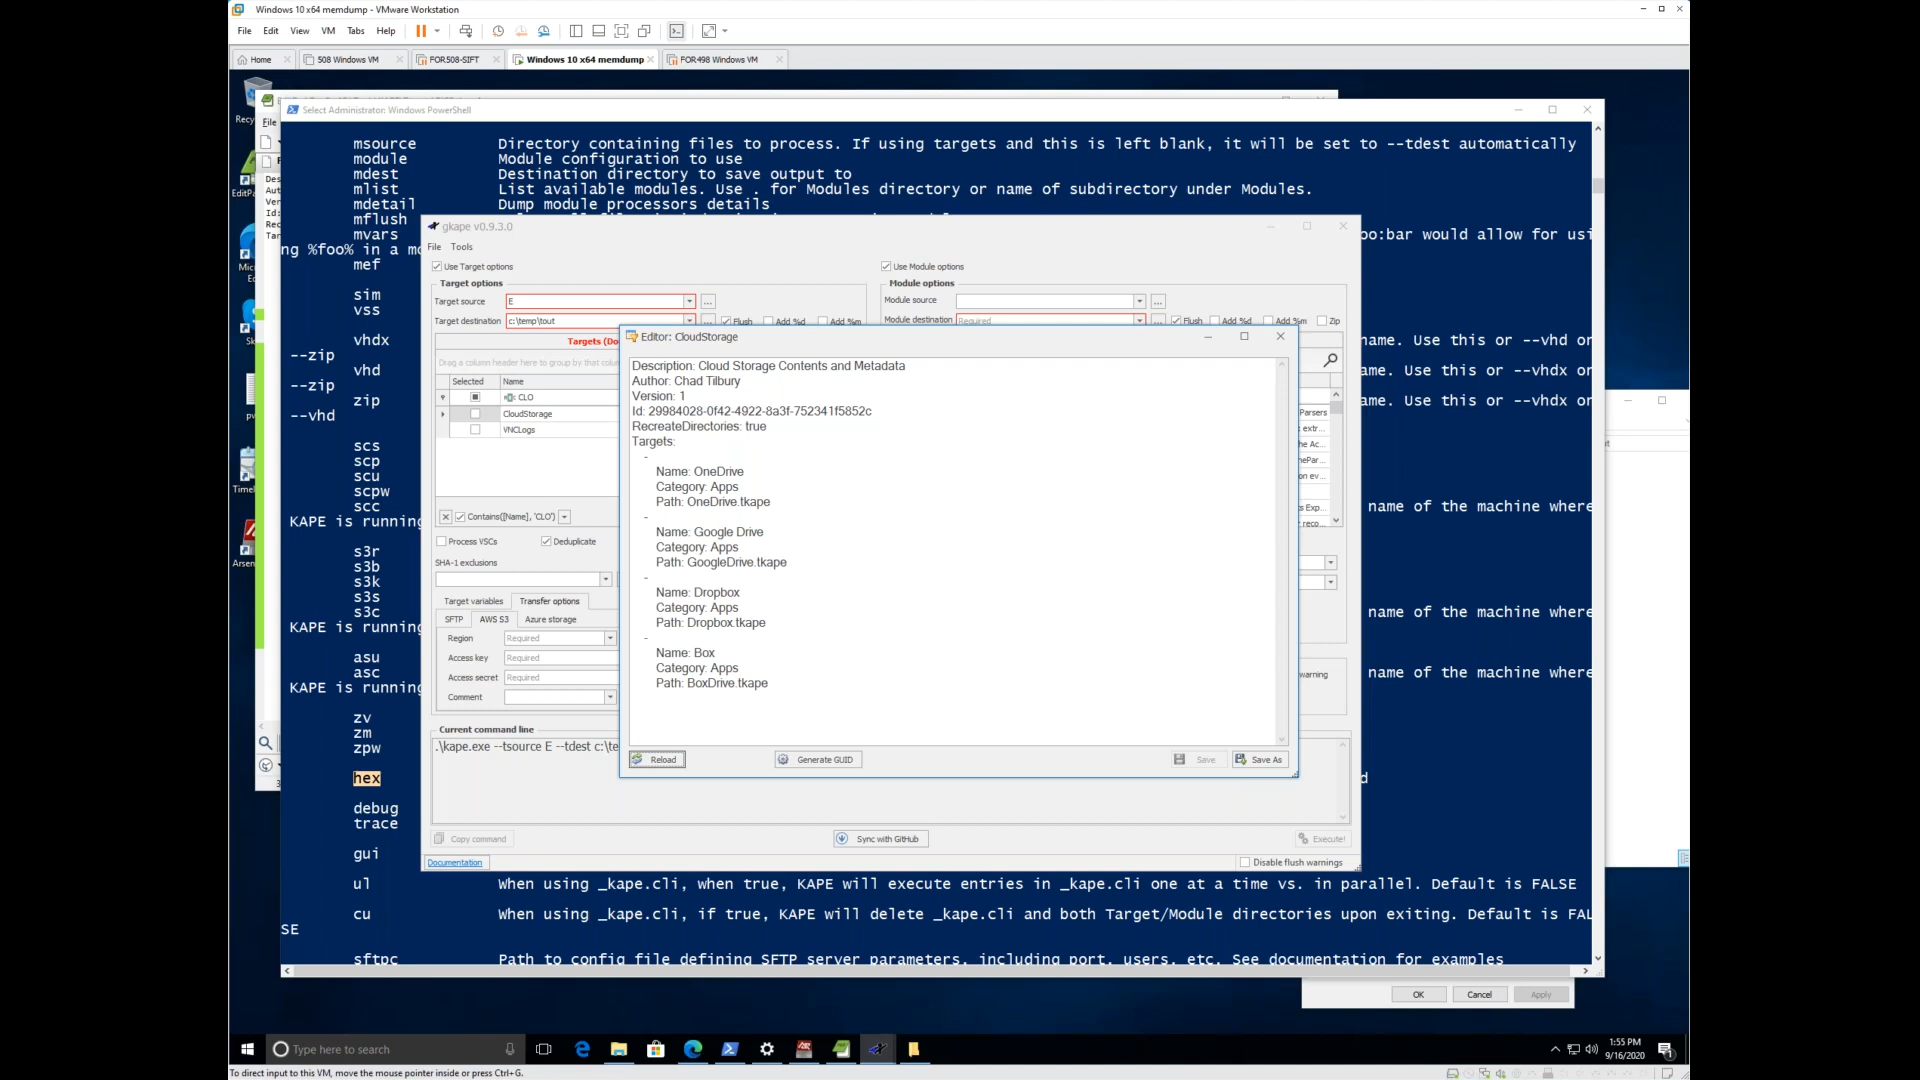 Windows 10 x64 memdump - VMware Workstation
File Edit View VM Tabs Help
Home
508 Windows VM
FOR508-SIFT
Windows 10 x64 memdump
FOR498 Windows VM
Select Administrator: Windows PowerShell
msource Directory containing files to process. If using targets and this is left blank, it will be set to --tdest automatically
module Module configuration to use
mdest Destination directory to save output to
mlist List available modules. Use . for Modules directory or name of subdirectory under Modules.
mdetail Dump module processors details
mflush
mvars oo:bar would allow for usi
ng %foo% in a mo
mef
sim
vss
vhdx name. Use this or --vhd or
--zip
vhd ame. Use this or --vhdx or
--zip
zip ame. Use this or --vhdx or
--vhd
scs
scp
scu
scpw
scc name of the machine where
KAPE is running
s3r
s3b
s3k
s3s
s3c name of the machine where
KAPE is running
asu
asc name of the machine where
KAPE is running
zv
zm
zpw
hex d
debug
trace
gui
ul When using _kape.cli, when true, KAPE will execute entries in _kape.cli one at a time vs. in parallel. Default is FALSE
cu When using _kape.cli, if true, KAPE will delete _kape.cli and both Target/Module directories upon exiting. Default is FAL
SE
sftpc Path to config file defining SFTP server parameters, including port, users, etc. See documentation for examples
gkape v0.9.3.0
File Tools
Use Target options
Target options
Target source E ...
Target destination c:\temp\tout ... Flush Add %d Add %m
Targets (Do
Drag a column header here to group by that colu
Selected Name
CLO
CloudStorage
VNCLogs
Contains([Name], 'CLO')
Process VSCs Deduplicate
SHA-1 exclusions
Target variables Transfer options
SFTP AWS S3 Azure storage
Region Required
Access key Required
Access secret Required
Comment
Use Module options
Module options
Module source ...
Module destination Required ... Flush Add %d Add %m Zip
Parsers
warning
Current command line
.\kape.exe --tsource E --tdest c:\te
Copy command
Sync with GitHub
Execute!
Documentation
Disable flush warnings
Editor: CloudStorage
Description: Cloud Storage Contents and Metadata
Author: Chad Tilbury
Version: 1
Id: 29984028-0f42-4922-8a3f-752341f5852c
RecreateDirectories: true
Targets:
-
Name: OneDrive
Category: Apps
Path: OneDrive.tkape
-
Name: Google Drive
Category: Apps
Path: GoogleDrive.tkape
-
Name: Dropbox
Category: Apps
Path: Dropbox.tkape
-
Name: Box
Category: Apps
Path: BoxDrive.tkape
Reload
Generate GUID
Save
Save As
OK
Cancel
Apply
Type here to search
1:55 PM
9/16/2020
To direct input to this VM, move the mouse pointer inside or press Ctrl+G.